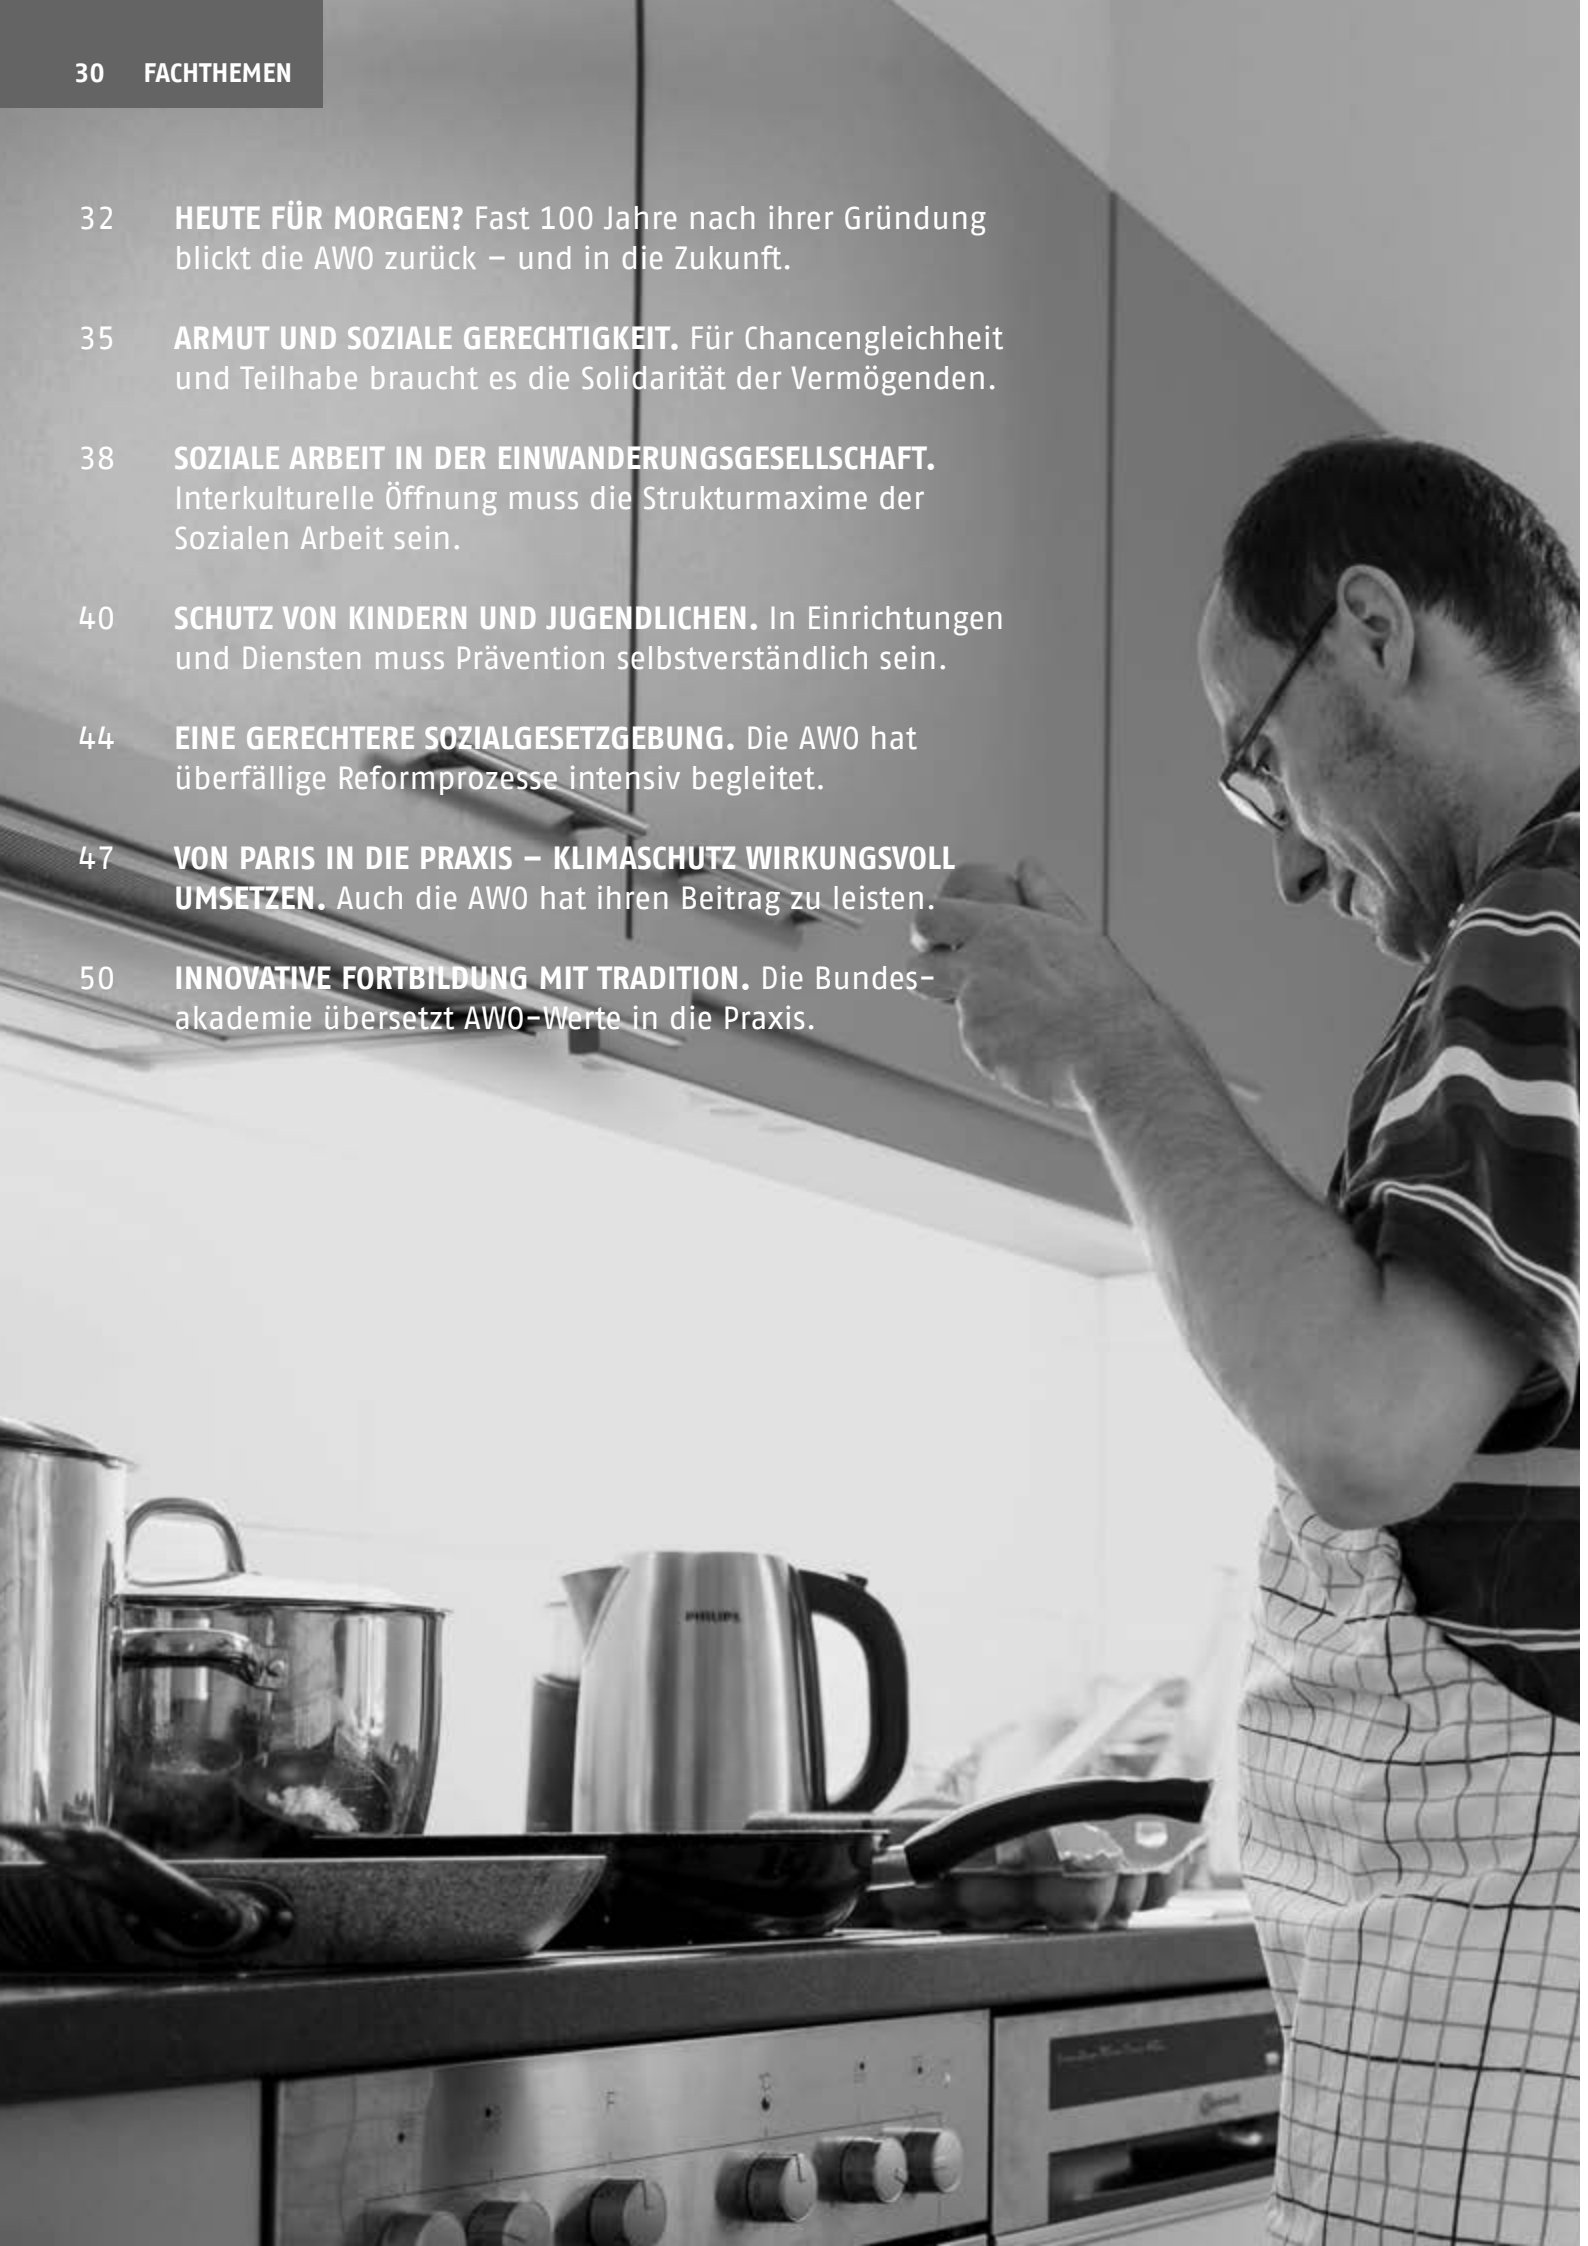 30 FACHTHEMEN
32 HEUTE FÜR MORGEN? Fast 100 Jahre nach ihrer Gründung
blickt die AWO zurück – und in die Zukunft.
35 ARMUT UND SOZIALE GERECHTIGKEIT. Für Chancengleichheit
und Teilhabe braucht es die Solidarität der Vermögenden.
38 SOZIALE ARBEIT IN DER EINWANDERUNGSGESELLSCHAFT.
Interkulturelle Öffnung muss die Strukturmaxime der
Sozialen Arbeit sein.
40 SCHUTZ VON KINDERN UND JUGENDLICHEN. In Einrichtungen
und Diensten muss Prävention selbstverständlich sein.
44 EINE GERECHTERE SOZIALGESETZGEBUNG. Die AWO hat
überfällige Reformprozesse intensiv begleitet.
47 VON PARIS IN DIE PRAXIS – KLIMASCHUTZ WIRKUNGSVOLL
UMSETZEN. Auch die AWO hat ihren Beitrag zu leisten.
50 INNOVATIVE FORTBILDUNG MIT TRADITION. Die Bundes-
akademie übersetzt AWO-Werte in die Praxis.
PHILIPS